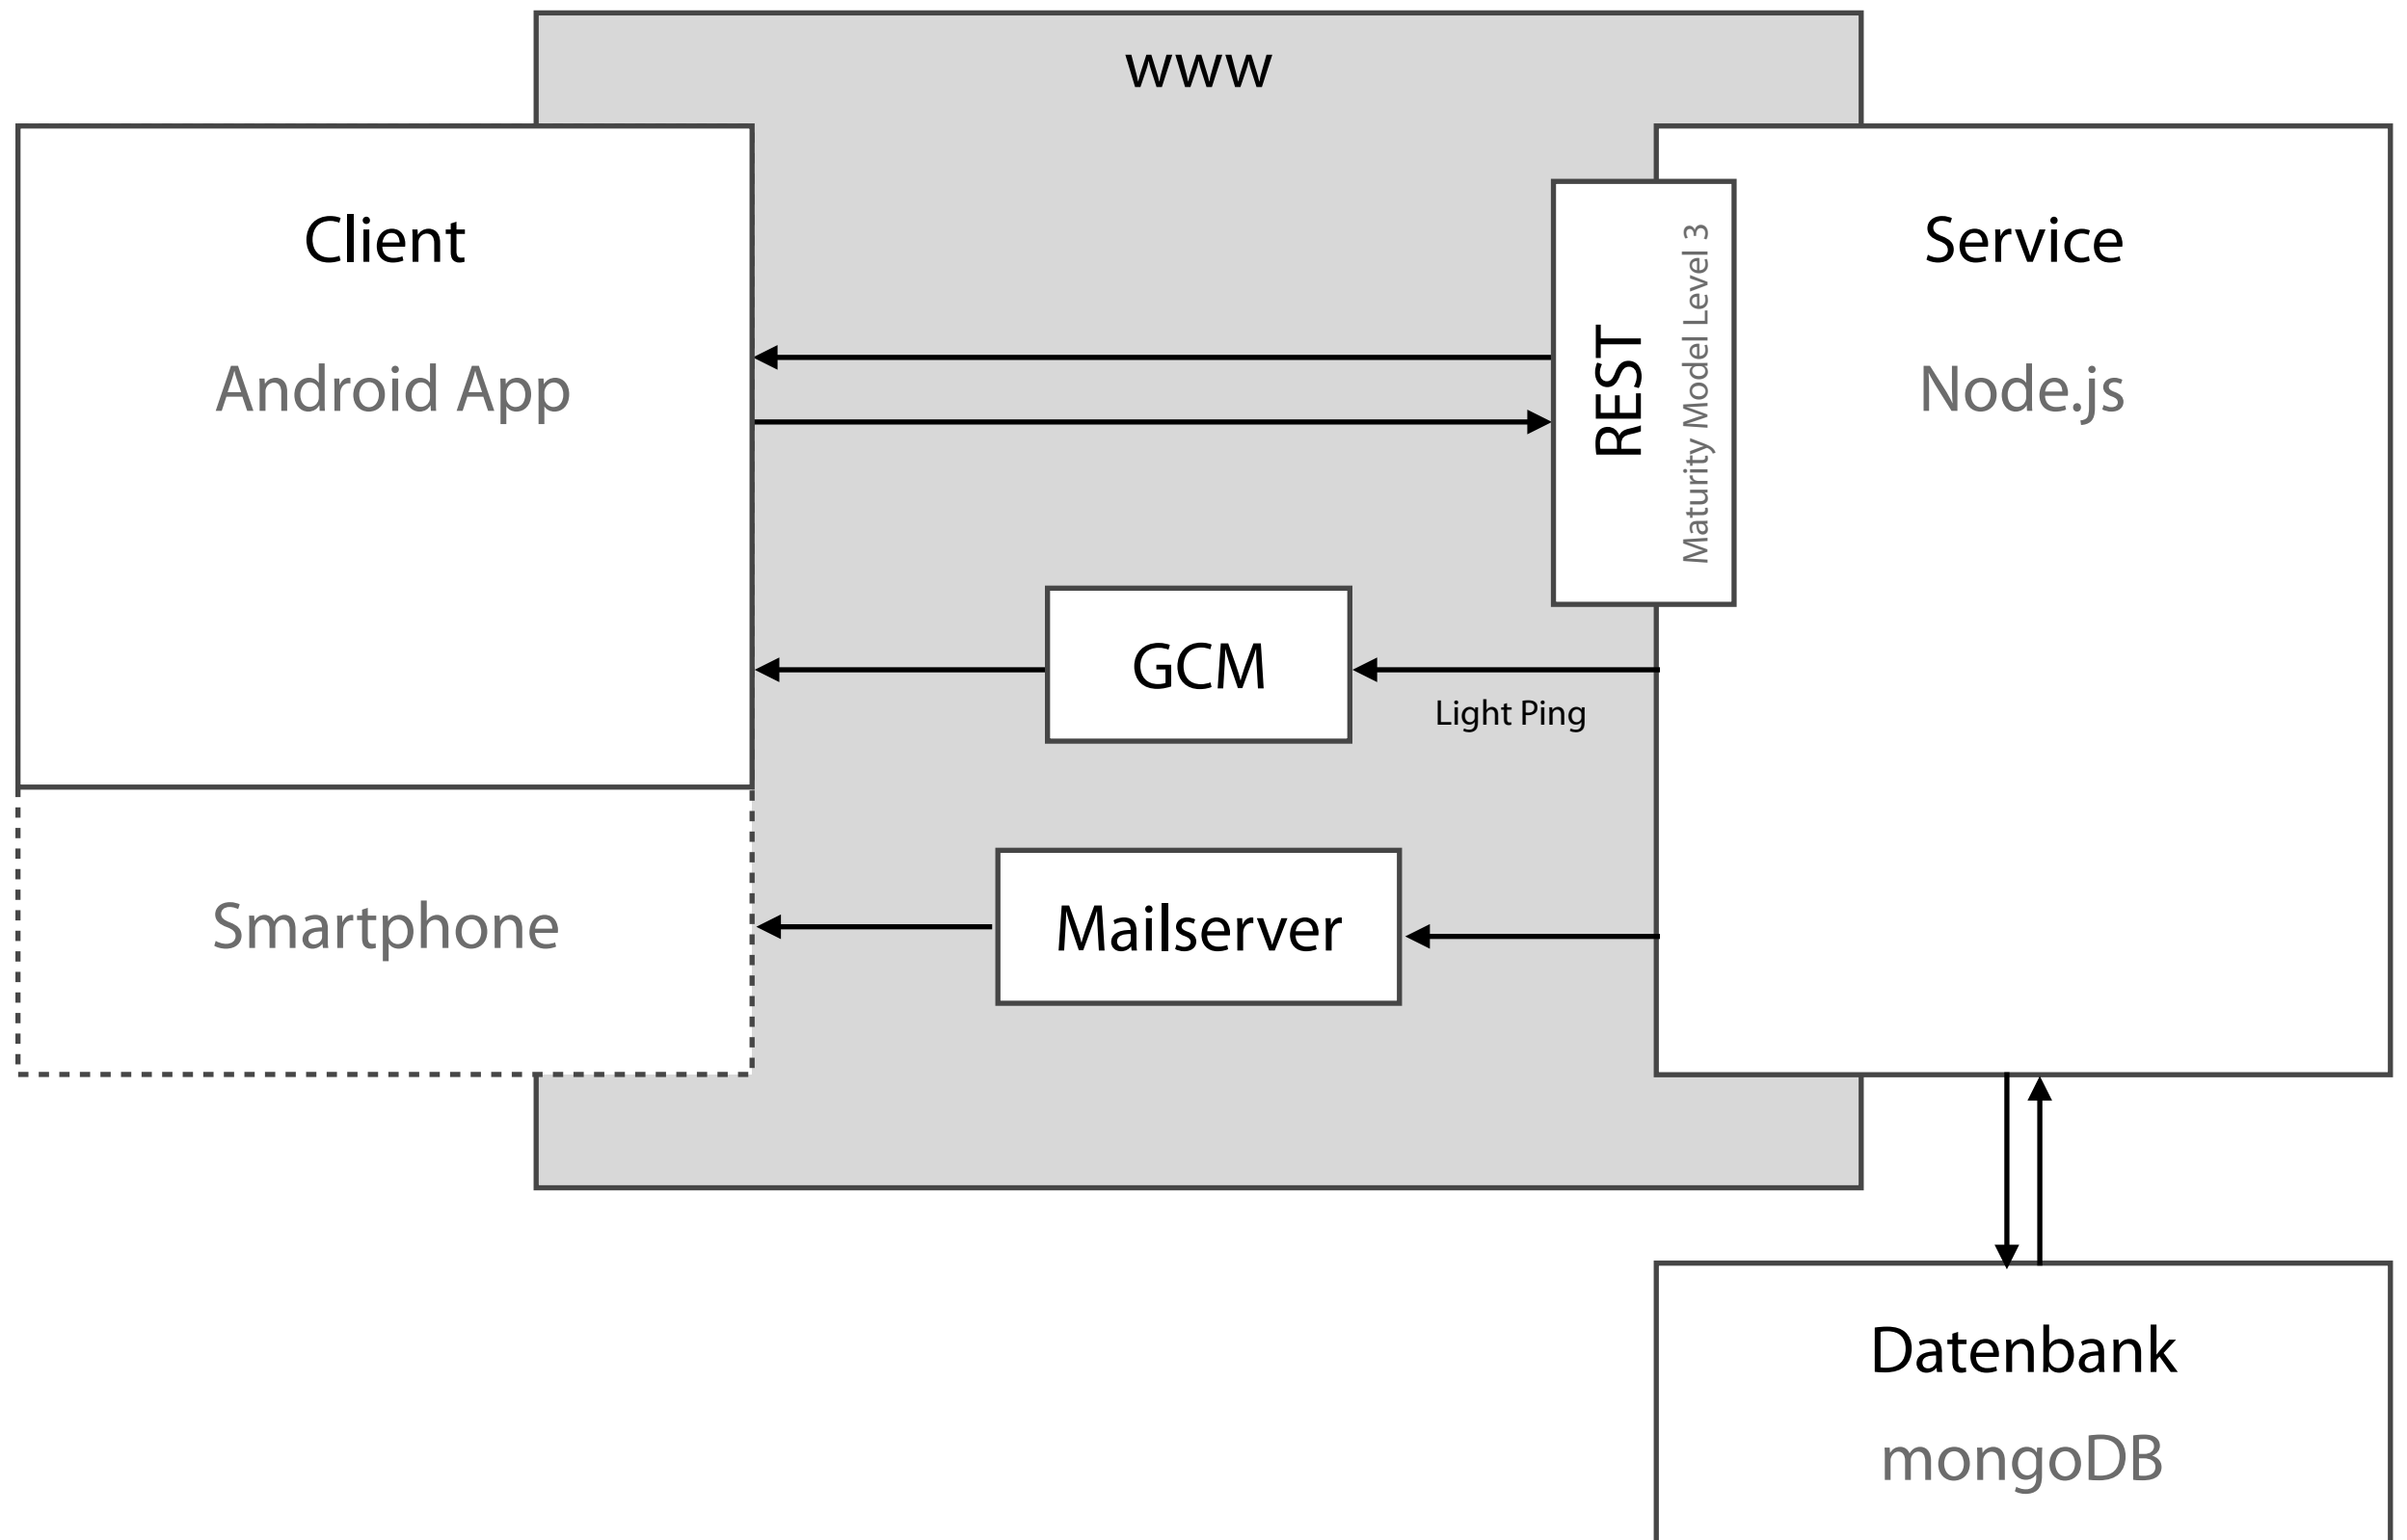 www
Client
Android App
REST
Maturity Model Level 3
Service
Node.js
GCM
Light Ping
Smartphone
Mailserver
Datenbank
mongoDB